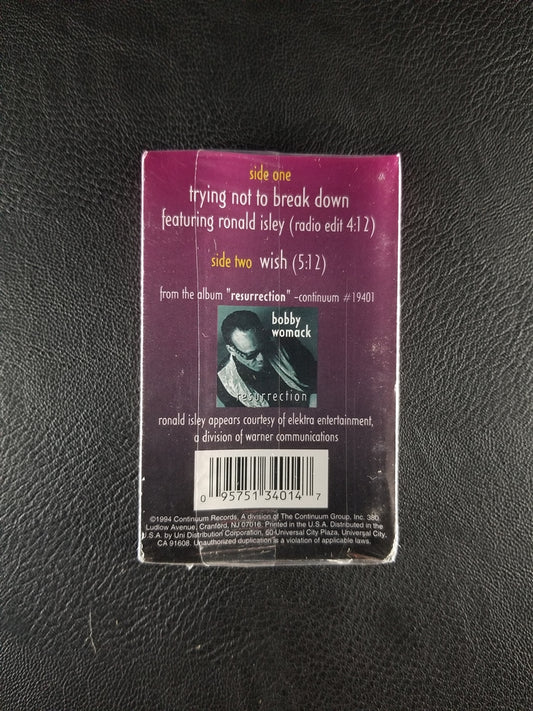 side one
trying not to break down
featuring ronald isley (radio edit 4:12)
side two wish (5:12)
from the album "resurrection" -continuum #19401
bobby
womack
resurrection
ronald isley appears courtesy of elektra entertainment,
a division of warner communications
0 95751 34014 7
©1994 Continuum Records, A division of The Continuum Group, Inc. 380
Ludlow Avenue, Cranford, NJ 07016. Printed in the U.S.A. Distributed in the
U.S.A. by Uni Distribution Corporation, 60 Universal City Plaza, Universal City,
CA 91608. Unauthorized duplication is a violation of applicable laws.